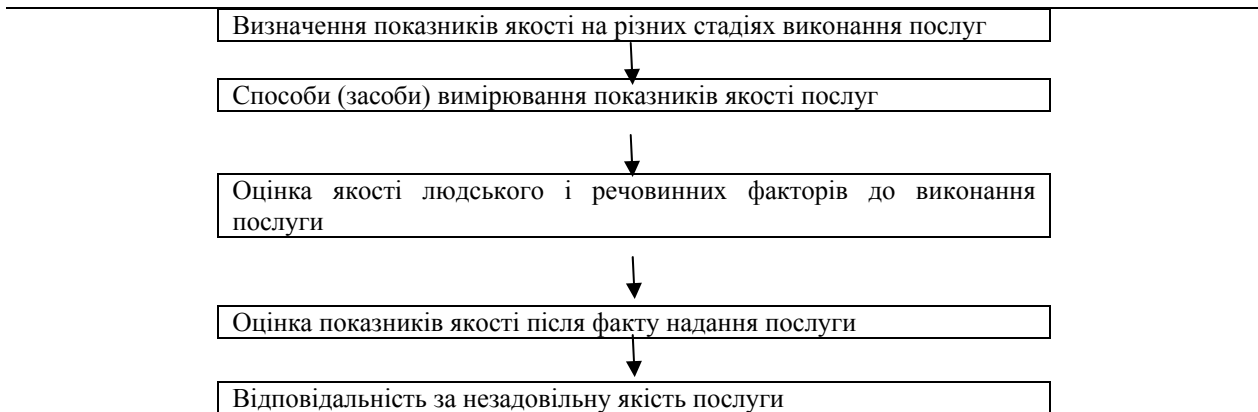 Визначення показників якості на різних стадіях виконання послуг
Способи (засоби) вимірювання показників якості послуг
Оцінка якості людського і речовинних факторів до виконання
послуги
Оцінка показників якості після факту надання послуги
Відповідальність за незадовільну якість послуги